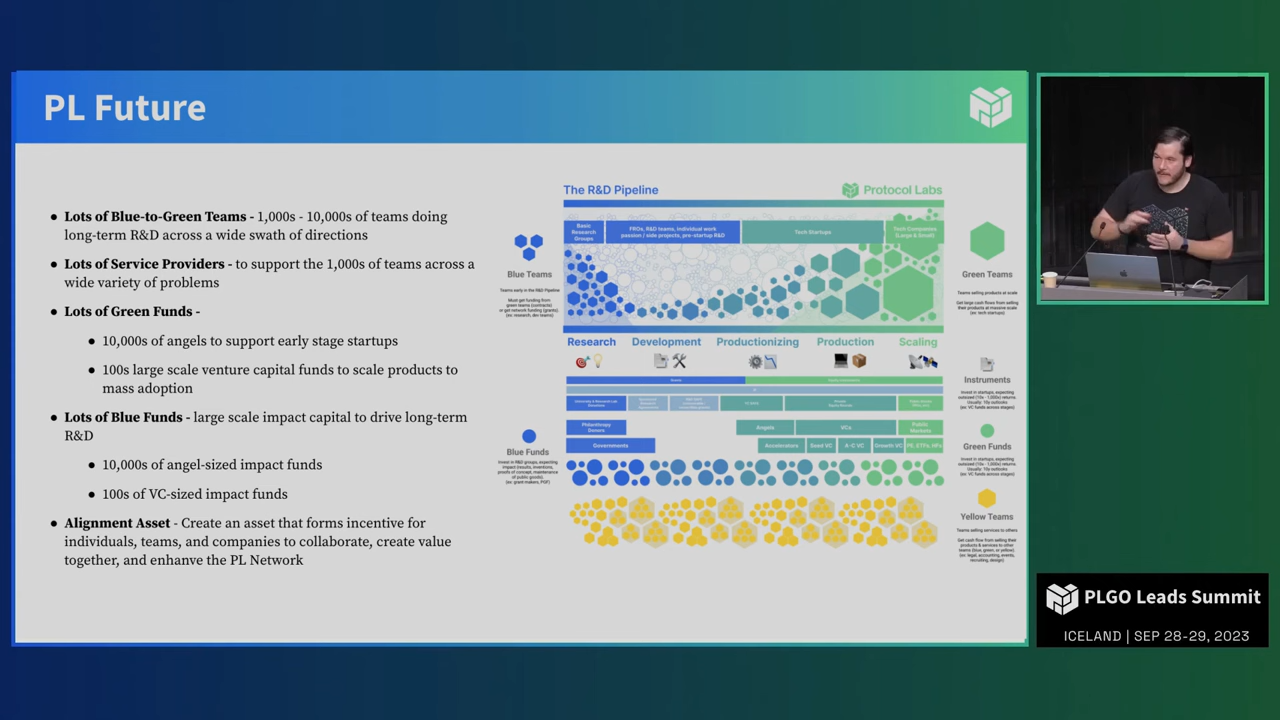 PL Future
● Lots of Blue-to-Green Teams - 1,000s - 10,000s of teams doing
long-term R&D across a wide swath of directions
● Lots of Service Providers - to support the 1,000s of teams across a
wide variety of problems
● Lots of Green Funds -
● 10,000s of angels to support early stage startups
● 100s large scale venture capital funds to scale products to
mass adoption
● Lots of Blue Funds - large scale impact capital to drive long-term
R&D
● 10,000s of angel-sized impact funds
● 100s of VC-sized impact funds
● Alignment Asset - Create an asset that forms incentive for
individuals, teams, and companies to collaborate, create value
together, and enhance the PL Network
The R&D Pipeline
Protocol Labs
Basic
Research
Groups
FROs, R&D teams, individual work
passion / side projects, pre-startup R&D
Tech Startups
Tech Companies
(Large & Small)
Blue Teams
Teams early in the R&D Pipeline
Must get funding from
green teams (contracts)
or get network funding (grants).
(ex: research, dev teams)
Green Teams
Teams selling products at scale
Get large cash flows from selling
their products at massive scale
(ex: tech startups)
Research
Development
Productionizing
Production
Scaling
Instruments
Invest in startups, expecting
outsized (10x - 1,000x) returns.
Usually: 10y outlooks
(ex: VC funds across stages)
Philanthropy
Donors
Angels
VCs
Public
Markets
Governments
Accelerators
Seed VC
A-C VC
Growth VC
PE, ETFs, HFs
Blue Funds
Invest in R&D groups, expecting
impact (results, inventions,
proofs of concept, maintenance
of public goods).
(ex: grant makers, PGF)
Green Funds
Invest in startups, expecting
outsized (10x - 1,000x) returns.
Usually: 10y outlooks
(ex: VC funds across stages)
Yellow Teams
Teams selling services to others
Get cash flow from selling their
products & services to other
teams (blue, green, or yellow).
(ex: legal, accounting, events,
recruiting, design)
PLGO Leads Summit
ICELAND | SEP 28-29, 2023